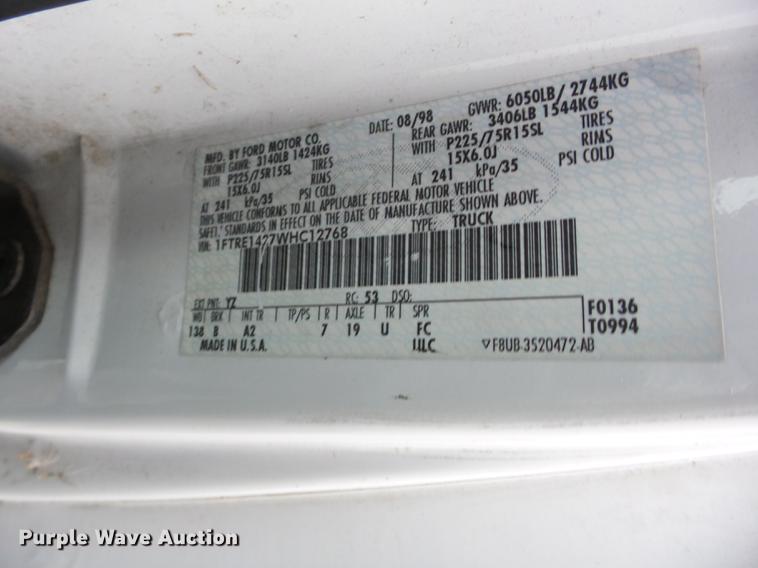 MFD. BY FORD MOTOR CO.
DATE: 08/98
GVWR: 6050LB/ 2744KG
FRONT GAWR: 3140LB 1424KG
REAR GAWR: 3406LB 1544KG
WITH P225/75R15SL TIRES
WITH P225/75R15SL TIRES
15X6.0J RIMS
15X6.0J RIMS
AT 241 kPa/35 PSI COLD
AT 241 kPa/35 PSI COLD
THIS VEHICLE CONFORMS TO ALL APPLICABLE FEDERAL MOTOR VEHICLE
SAFETY STANDARDS IN EFFECT ON THE DATE OF MANUFACTURE SHOWN ABOVE.
VIN: 1FTRE1427WHC12768
TYPE: TRUCK
EXT PNT: YZ RC: 53 DSO:
WB BRK INT TR TP/PS R AXLE TR SPR
138 B A2 7 19 U FC
F0136
T0994
MADE IN U.S.A.
ULC
F8UB-3520472-AB
Purple Wave Auction